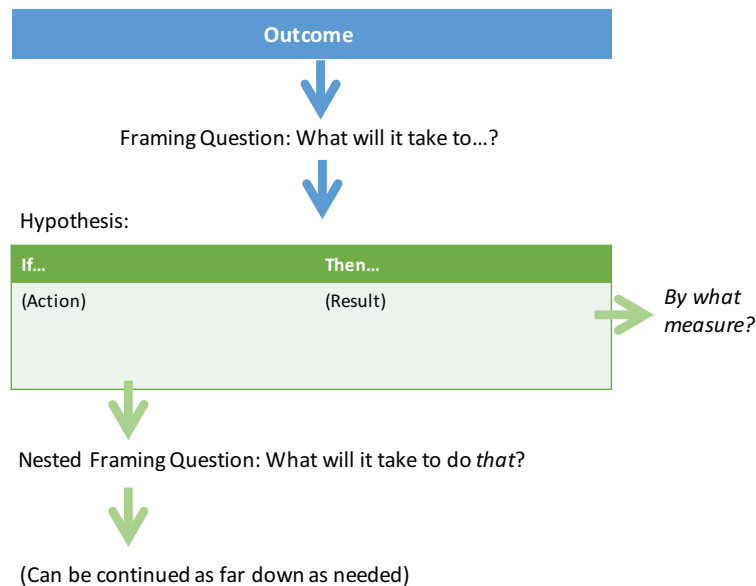 Outcome
Framing Question: What will it take to…?
Hypothesis:
If… Then…
(Action) (Result)
By what
measure?
Nested Framing Question: What will it take to do that?
(Can be continued as far down as needed)